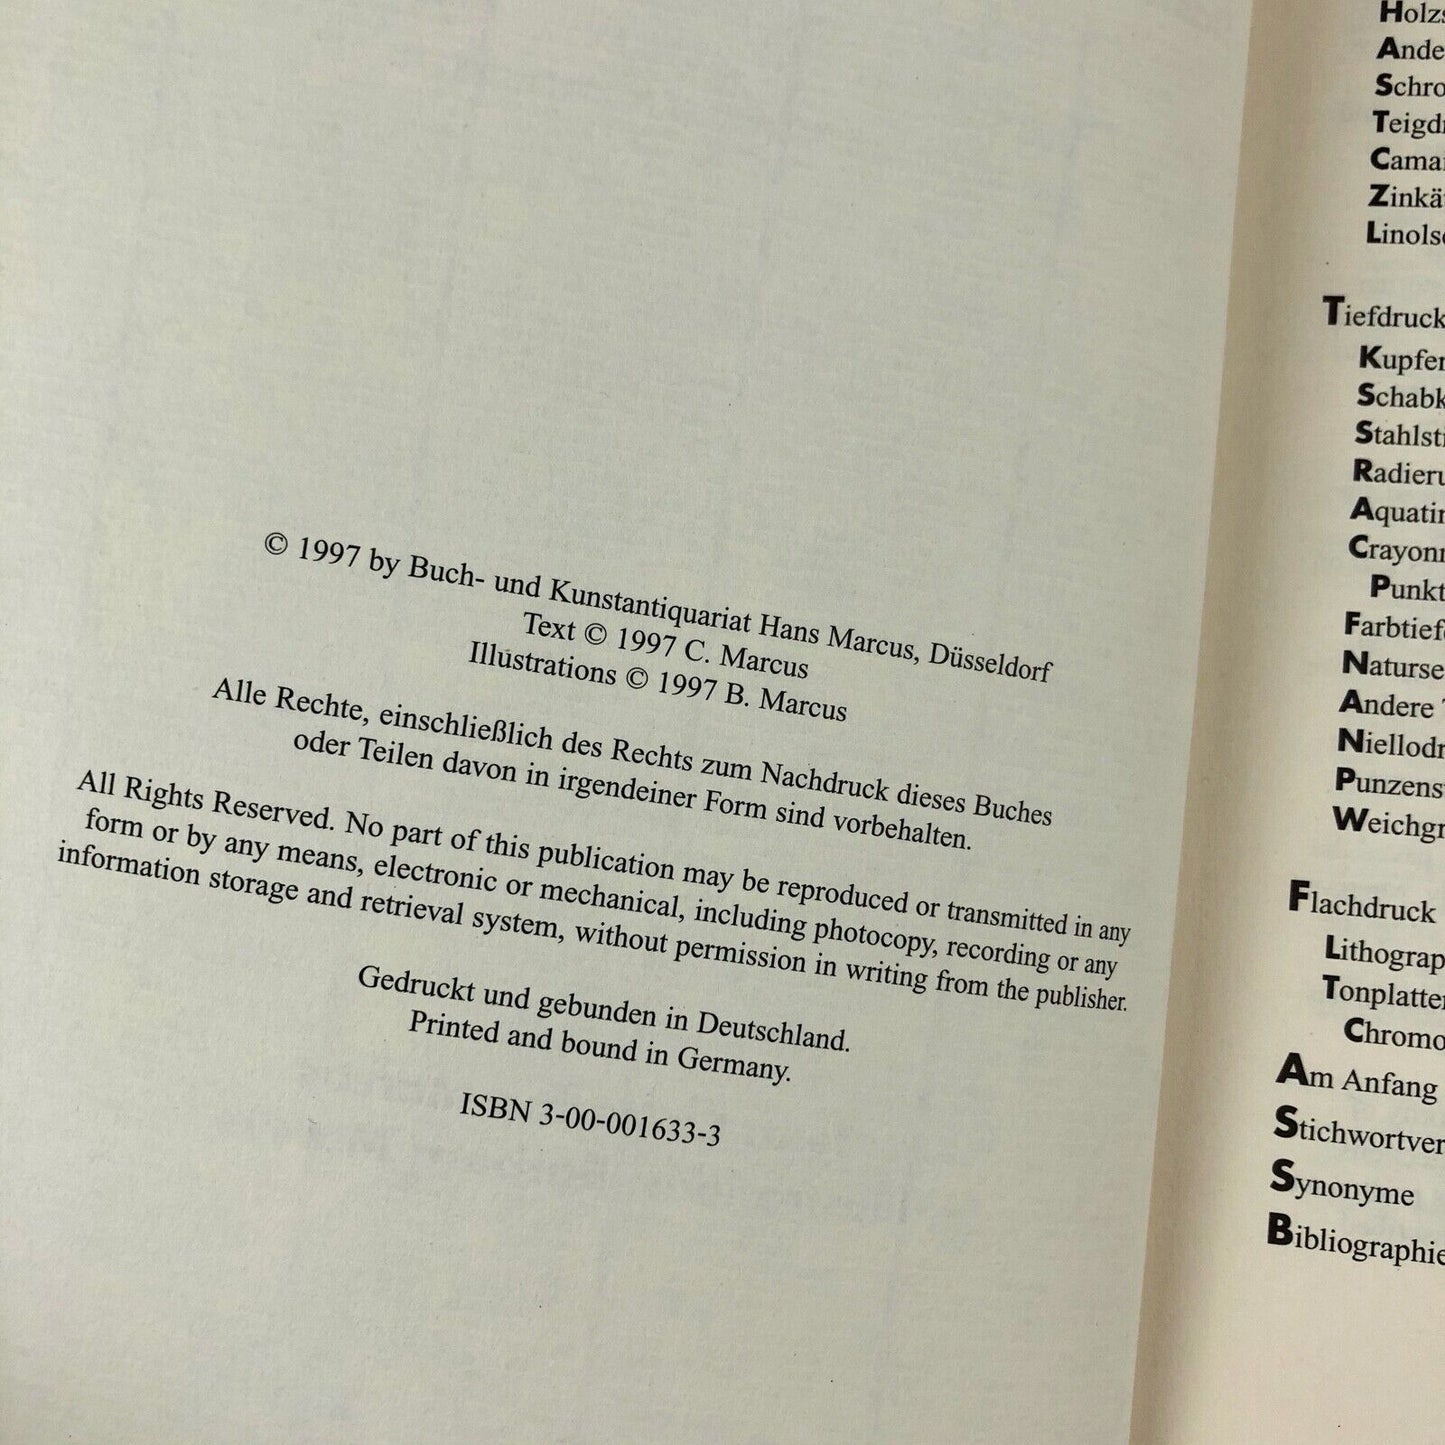 © 1997 by Buch- und Kunstantiquariat Hans Marcus, Düsseldorf
Text © 1997 C. Marcus
Illustrations © 1997 B. Marcus
Alle Rechte, einschließlich des Rechts zum Nachdruck dieses Buches
oder Teilen davon in irgendeiner Form sind vorbehalten.
All Rights Reserved. No part of this publication may be reproduced or transmitted in any
form or by any means, electronic or mechanical, including photocopy, recording or any
information storage and retrieval system, without permission in writing from the publisher.
Gedruckt und gebunden in Deutschland.
Printed and bound in Germany.
ISBN 3-00-001633-3
Tiefdruck
Andere
Flachdruck
Am Anfang
Synonyme